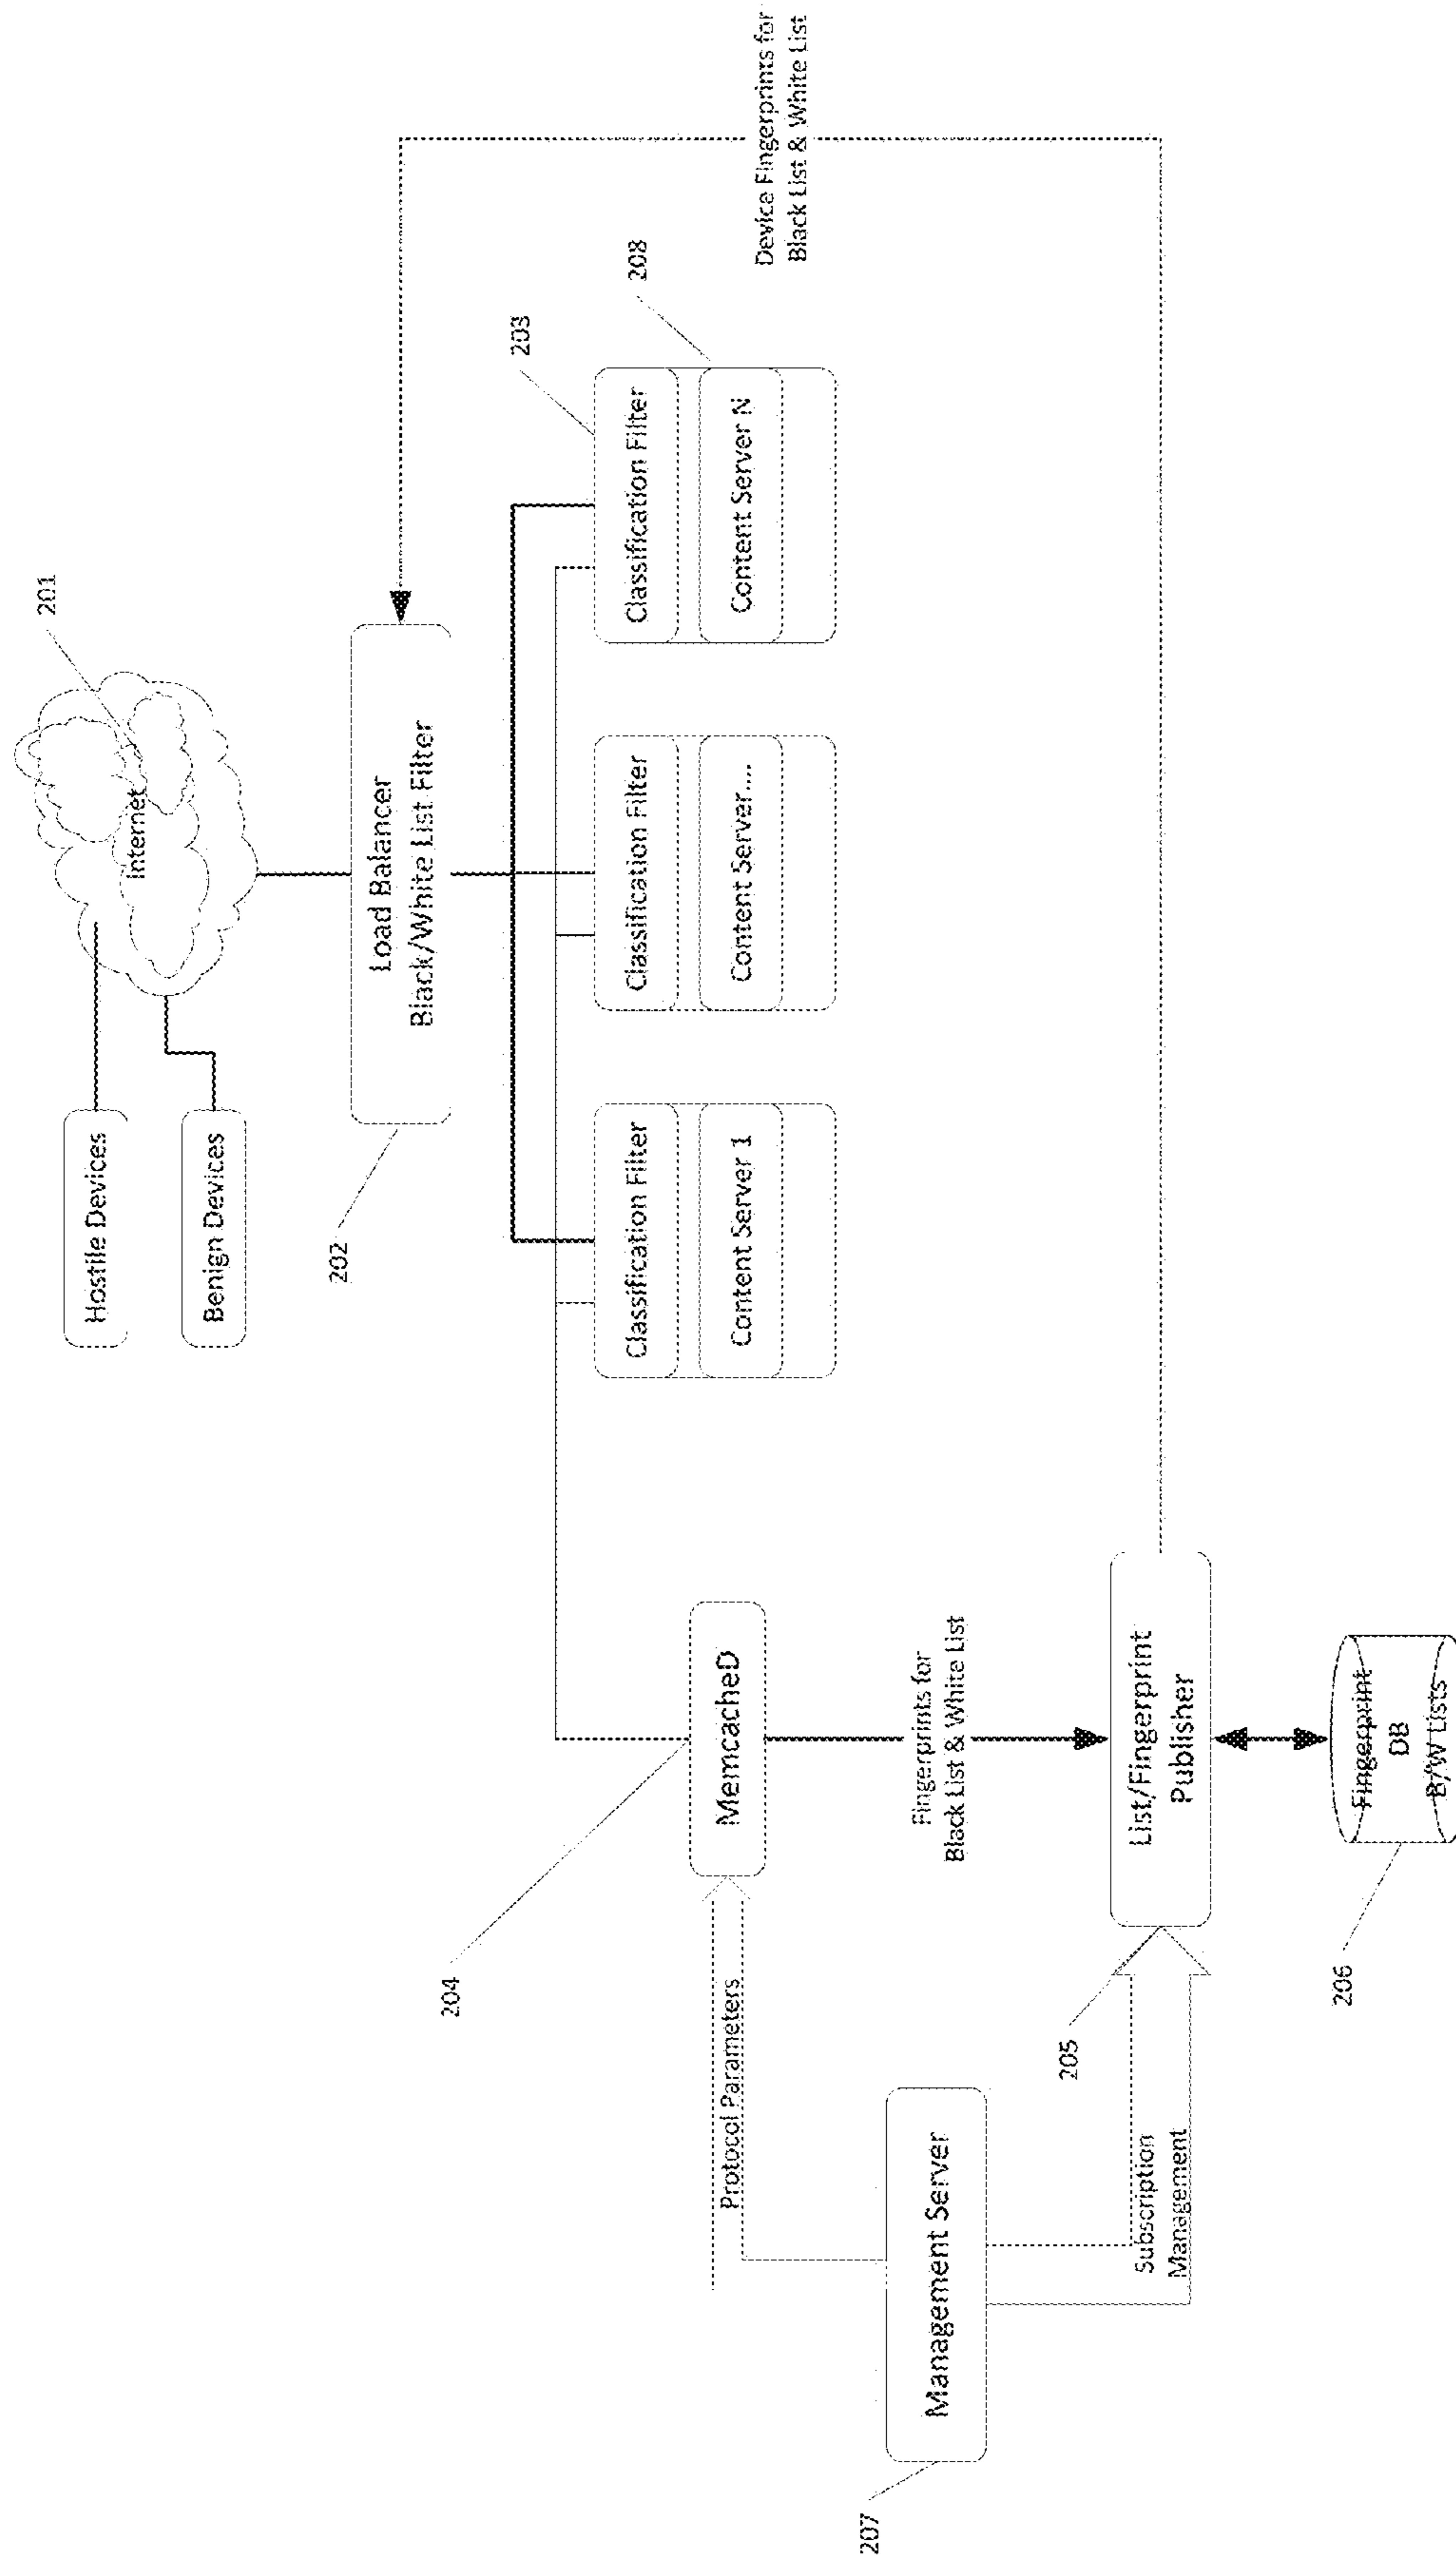 201
Internet
Hostile Devices
Benign Devices
202
Load Balancer
Black/White List Filter
203
208
Classification Filter
Content Server 1
Classification Filter
Content Server....
Classification Filter
Content Server N
Device Fingerprints for
Black List & White List
204
MemcacheD
Protocol Parameters
Fingerprints for
Black List & White List
207
Management Server
Subscription
Management
205
List/Fingerprint
Publisher
206
Fingerprint
DB
B/W Lists